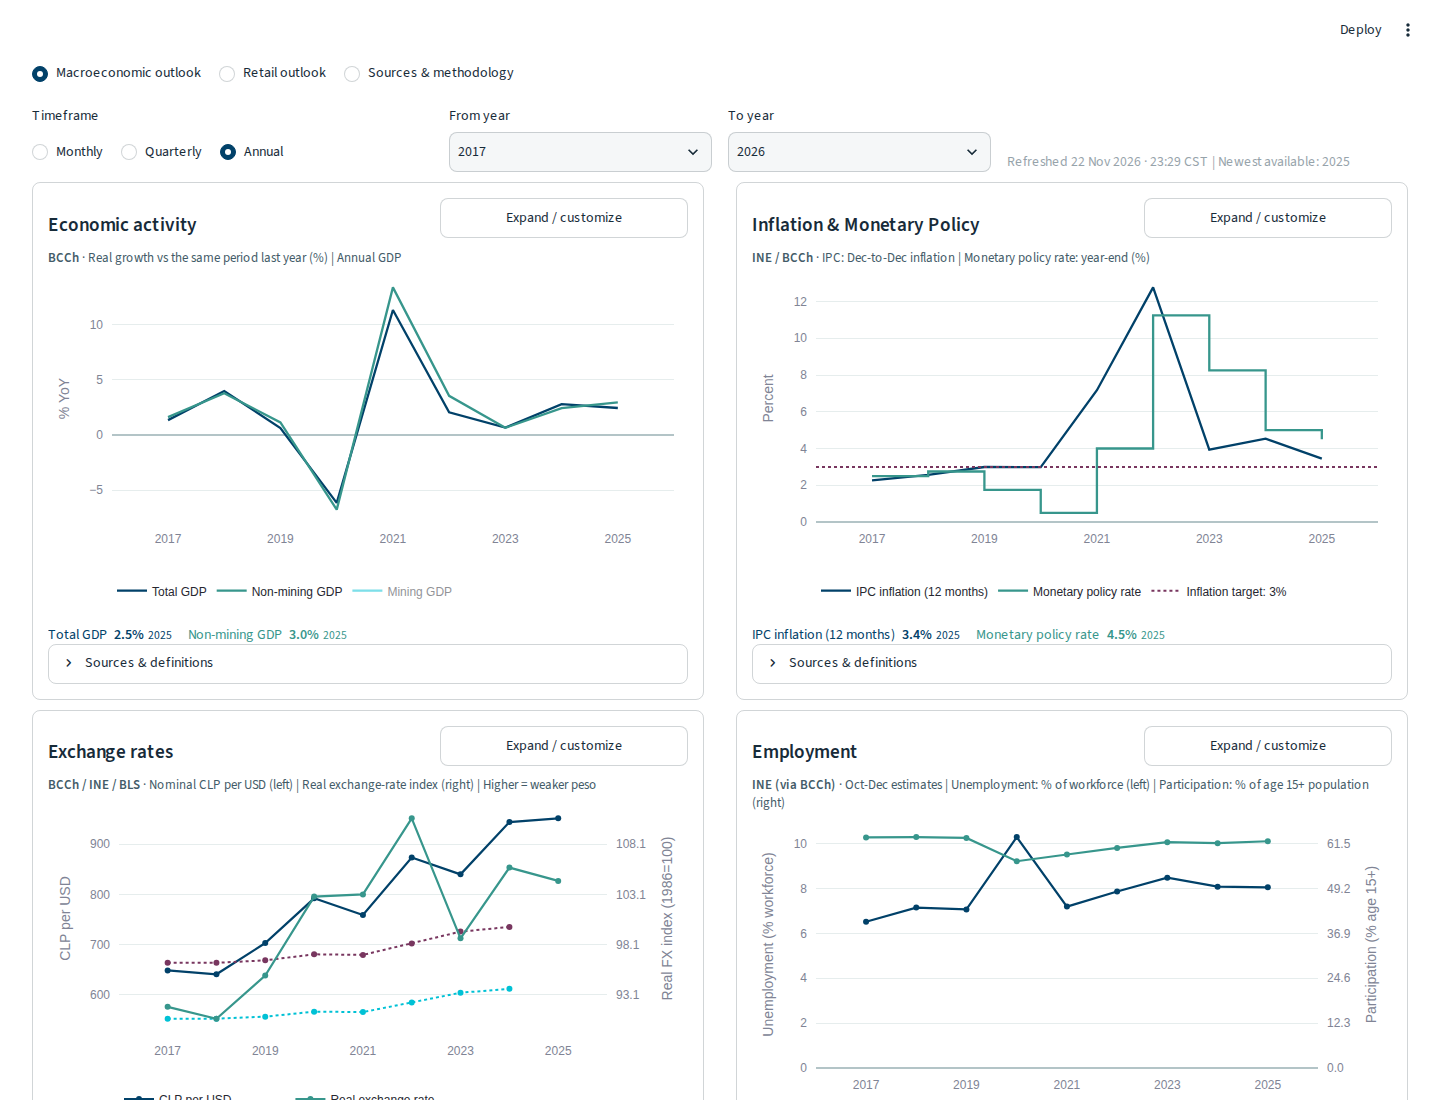 Deploy
Macroeconomic outlook Retail outlook Sources & methodology
Timeframe From year To year
Monthly Quarterly Annual 2017 2026 Refreshed 22 Nov 2026 · 23:29 CST | Newest available: 2025
Economic activity Expand / customize
BCCh · Real growth vs the same period last year (%) | Annual GDP
% YoY
10
5
0
−5
2017 2019 2021 2023 2025
Total GDP Non-mining GDP Mining GDP
Total GDP 2.5% 2025 Non-mining GDP 3.0% 2025
Sources & definitions
Inflation & Monetary Policy Expand / customize
INE / BCCh · IPC: Dec-to-Dec inflation | Monetary policy rate: year-end (%)
Percent
12
10
8
6
4
2
0
2017 2019 2021 2023 2025
IPC inflation (12 months) Monetary policy rate Inflation target: 3%
IPC inflation (12 months) 3.4% 2025 Monetary policy rate 4.5% 2025
Sources & definitions
Exchange rates Expand / customize
BCCh / INE / BLS · Nominal CLP per USD (left) | Real exchange-rate index (right) | Higher = weaker peso
CLP per USD
900 108.1
800 103.1
700 98.1
600 93.1
Real FX index (1986=100)
2017 2019 2021 2023 2025
CLP per USD Real exchange rate
Employment Expand / customize
INE (via BCCh) · Oct-Dec estimates | Unemployment: % of workforce (left) | Participation: % of age 15+ population
(right)
Unemployment (% workforce)
10 61.5
8 49.2
6 36.9
4 24.6
2 12.3
0 0.0
Participation (% age 15+)
2017 2019 2021 2023 2025